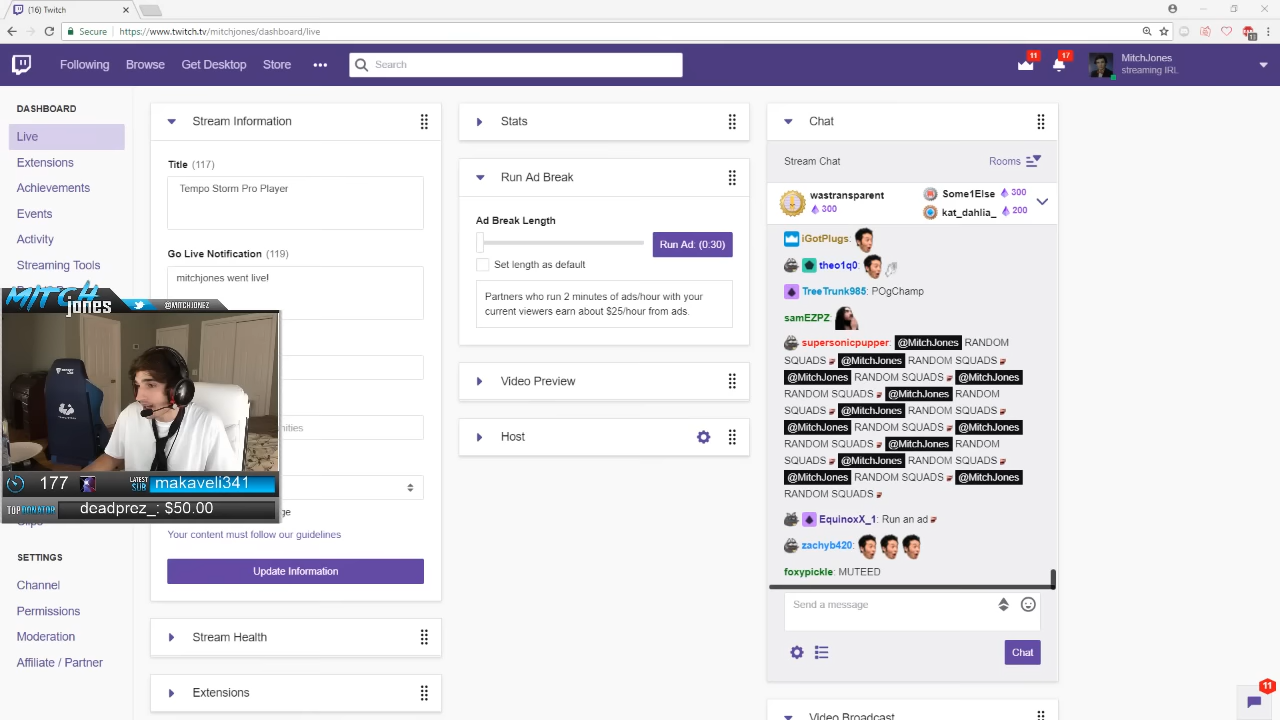 (16) Twitch
Secure
https://www.twitch.tv/mitchjones/dashboard/live
Following
Browse
Get Desktop
Store
Search
11
17
MitchJones
streaming IRL
DASHBOARD
Live
Extensions
Achievements
Events
Activity
Streaming Tools
SETTINGS
Channel
Permissions
Moderation
Affiliate / Partner
Stream Information
Title (117)
Tempo Storm Pro Player
Go Live Notification (119)
mitchjones went live!
MITCH
jones
@MITCHJONEZ
177
LATEST SUB
makaveli341
TOP DONATOR
deadprez_: $50.00
Your content must follow our guidelines
Update Information
Stream Health
Extensions
Stats
Run Ad Break
Ad Break Length
Run Ad: (0:30)
Set length as default
Partners who run 2 minutes of ads/hour with your
current viewers earn about $25/hour from ads.
Video Preview
Host
Chat
Stream Chat
Rooms
wastransparent
300
Some1Else 300
kat_dahlia_ 200
iGotPlugs:
theo1q0:
TreeTrunk985: POgChamp
samEZPZ:
supersonicpupper: @MitchJones RANDOM
SQUADS @MitchJones RANDOM SQUADS
@MitchJones RANDOM SQUADS @MitchJones
RANDOM SQUADS @MitchJones RANDOM
SQUADS @MitchJones RANDOM SQUADS
@MitchJones RANDOM SQUADS @MitchJones
RANDOM SQUADS @MitchJones RANDOM
SQUADS @MitchJones RANDOM SQUADS
@MitchJones RANDOM SQUADS @MitchJones
RANDOM SQUADS
EquinoxX_1: Run an ad
zachyb420:
foxypickle: MUTEED
Send a message
Chat
Video Broadcast
11